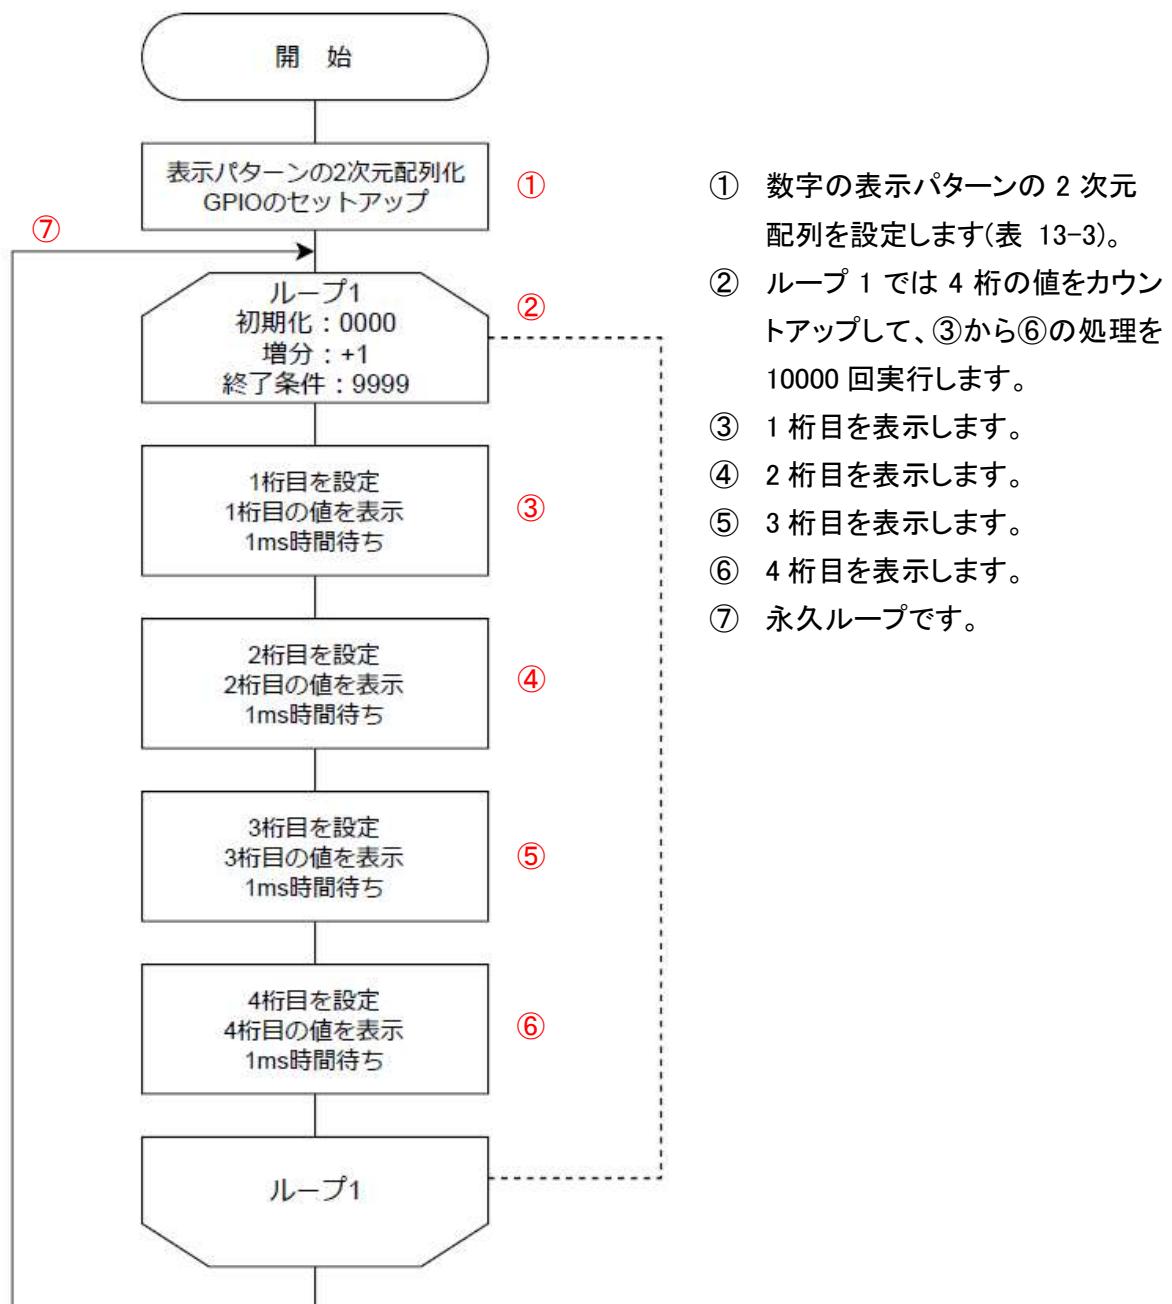 開 始
表示パターンの2次元配列化
GPIOのセットアップ
①
⑦
ループ1
初期化：0000
増分：+1
終了条件：9999
②
1桁目を設定
1桁目の値を表示
1ms時間待ち
③
2桁目を設定
2桁目の値を表示
1ms時間待ち
④
3桁目を設定
3桁目の値を表示
1ms時間待ち
⑤
4桁目を設定
4桁目の値を表示
1ms時間待ち
⑥
ループ1
① 数字の表示パターンの 2 次元
配列を設定します(表 13-3)。
② ループ 1 では 4 桁の値をカウン
トアップして、③から⑥の処理を
10000 回実行します。
③ 1 桁目を表示します。
④ 2 桁目を表示します。
⑤ 3 桁目を表示します。
⑥ 4 桁目を表示します。
⑦ 永久ループです。